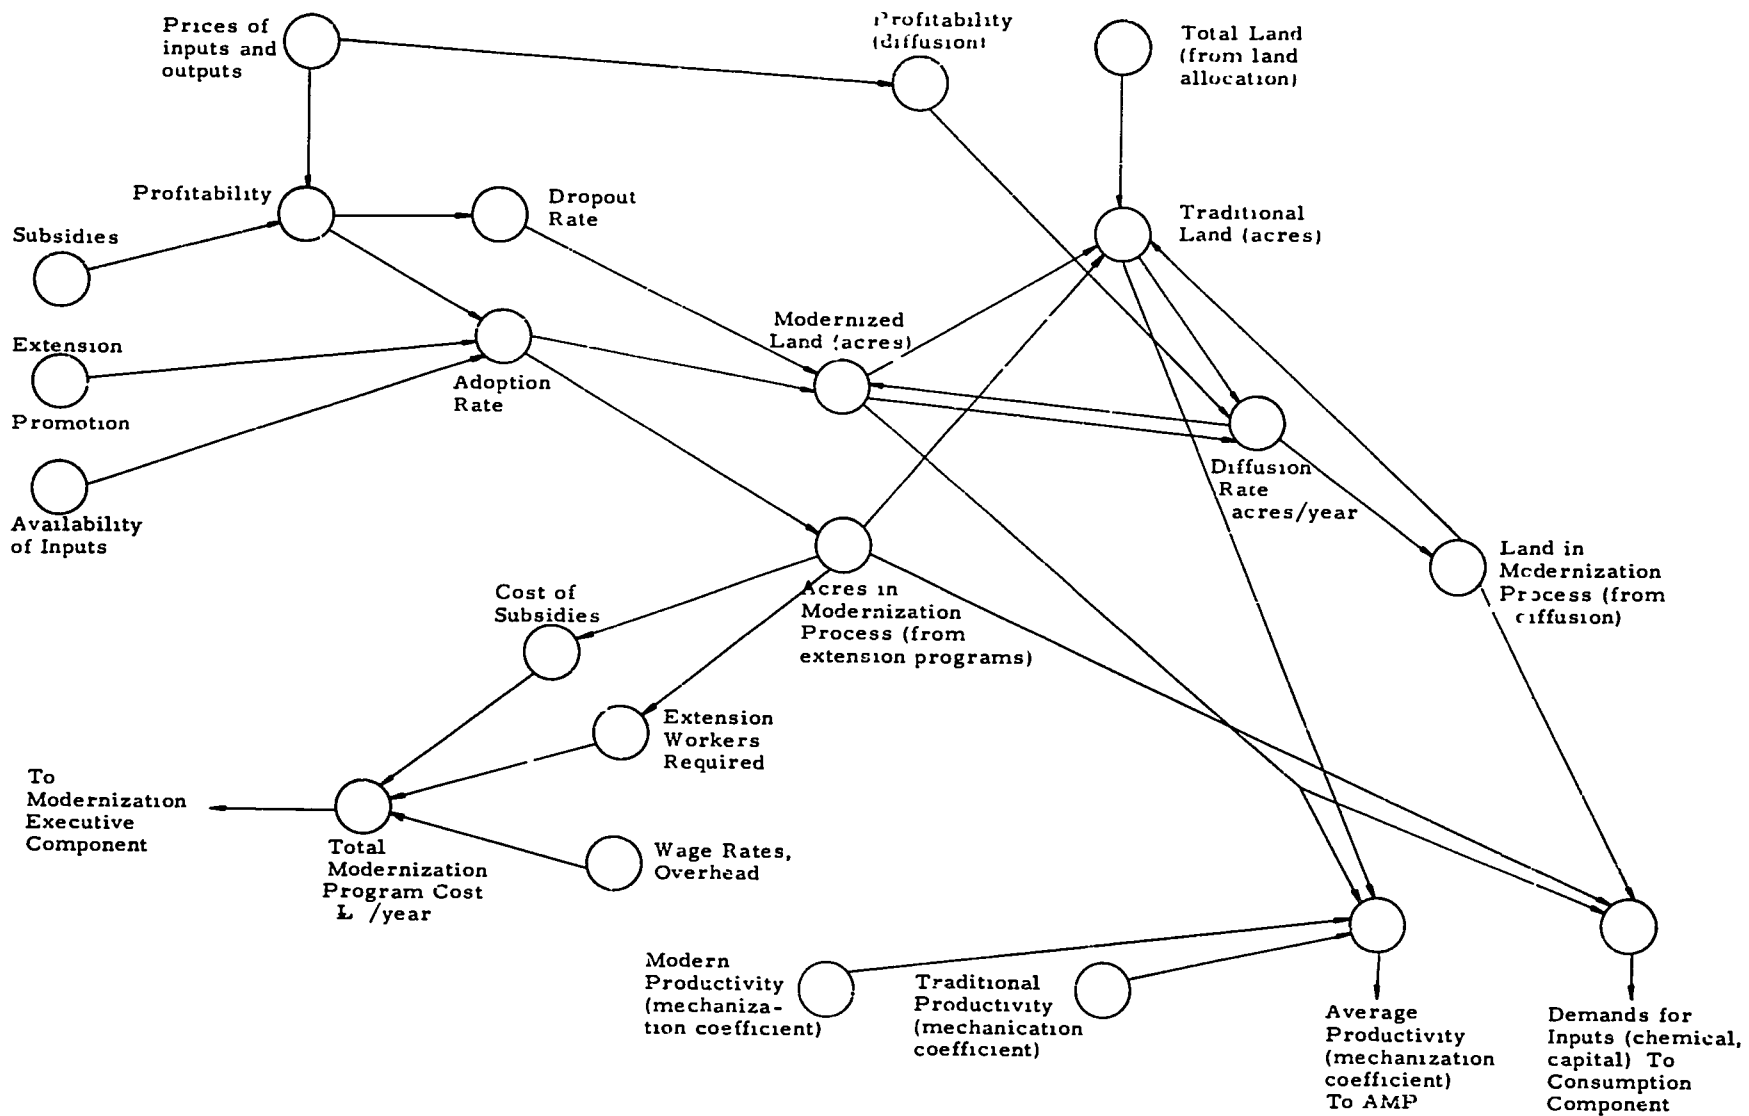 Prices of
inputs and
outputs
Profitability
(diffusion)
Total Land
(from land
allocation)
Profitability
Dropout
Rate
Traditional
Land (acres)
Subsidies
Extension
Promotion
Adoption
Rate
Modernized
Land (acres)
Availability
of Inputs
Diffusion
Rate
acres/year
Land in
Modernization
Process (from
diffusion)
Cost of
Subsidies
Acres in
Modernization
Process (from
extension programs)
Extension
Workers
Required
To
Modernization
Executive
Component
Total
Modernization
Program Cost
Ł /year
Wage Rates,
Overhead
Modern
Productivity
(mechaniza-
tion coefficient)
Traditional
Productivity
(mechanication
coefficient)
Average
Productivity
(mechanization
coefficient)
To AMP
Demands for
Inputs (chemical,
capital) To
Consumption
Component